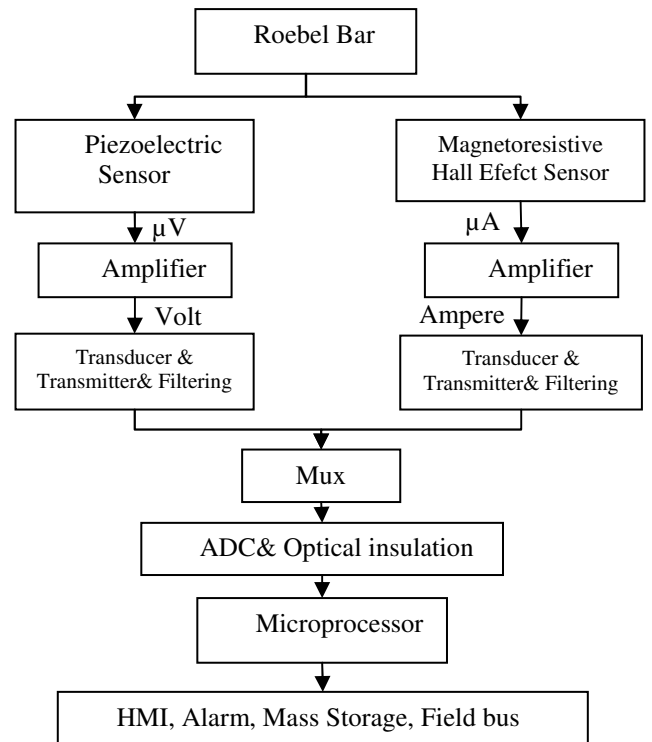 Roebel Bar
Piezoelectric
Sensor
Magnetoresistive
Hall Efefct Sensor
µV
µA
Amplifier
Amplifier
Volt
Ampere
Transducer &
Transmitter& Filtering
Transducer &
Transmitter& Filtering
Mux
ADC& Optical insulation
Microprocessor
HMI, Alarm, Mass Storage, Field bus